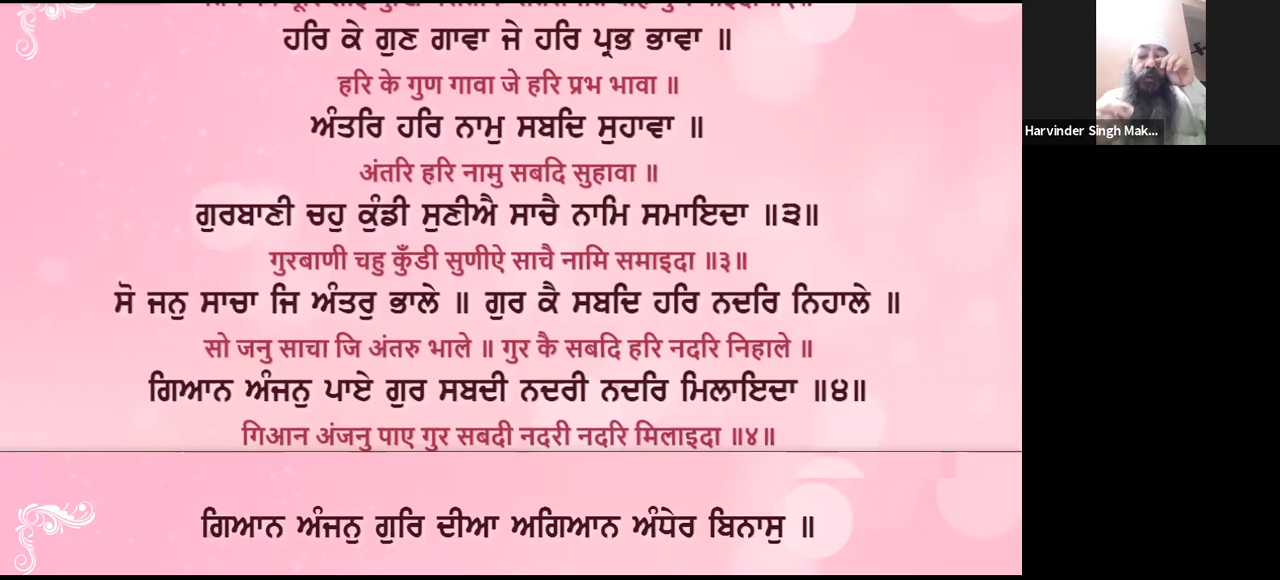 ਹਰਿ ਕੇ ਗੁਣ ਗਾਵਾ ਜੇ ਹਰਿ ਪ੍ਰਭ ਭਾਵਾ ॥
हरि के गुण गावा जे हरि प्रभ भावा ॥
ਅੰਤਰਿ ਹਰਿ ਨਾਮੁ ਸਬਦਿ ਸੁਹਾਵਾ ॥
अंतरि हरि नामु सबदि सुहावा ॥
ਗੁਰਬਾਣੀ ਚਹੁ ਕੁੰਡੀ ਸੁਣੀਐ ਸਾਚੈ ਨਾਮਿ ਸਮਾਇਦਾ ॥੩॥
गुरबाणी चहु कुँडी सुणीऐ साचै नामि समाइदा ॥३॥
ਸੋ ਜਨੁ ਸਾਚਾ ਜਿ ਅੰਤਰੁ ਭਾਲੇ ॥ ਗੁਰ ਕੈ ਸਬਦਿ ਹਰਿ ਨਦਰਿ ਨਿਹਾਲੇ ॥
सो जनु साचा जि अंतरु भाले ॥ गुर कै सबदि हरि नदरि निहाले ॥
ਗਿਆਨ ਅੰਜਨੁ ਪਾਏ ਗੁਰ ਸਬਦੀ ਨਦਰੀ ਨਦਰਿ ਮਿਲਾਇਦਾ ॥੪॥
गिआन अंजनु पाए गुर सबदी नदरी नदरि मिलाइदा ॥४॥
ਗਿਆਨ ਅੰਜਨੁ ਗੁਰਿ ਦੀਆ ਅਗਿਆਨ ਅੰਧੇਰ ਬਿਨਾਸੁ ॥
Harvinder Singh Mak...